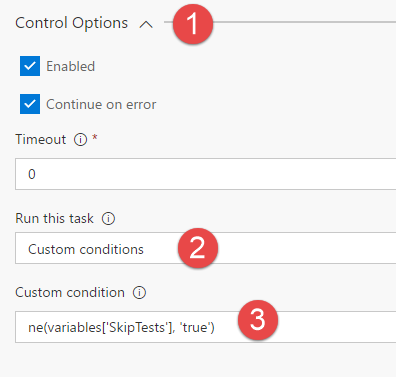 Control Options 1
Enabled
Continue on error
Timeout *
0
Run this task
Custom conditions 2
Custom condition
ne(variables['SkipTests'], 'true') 3